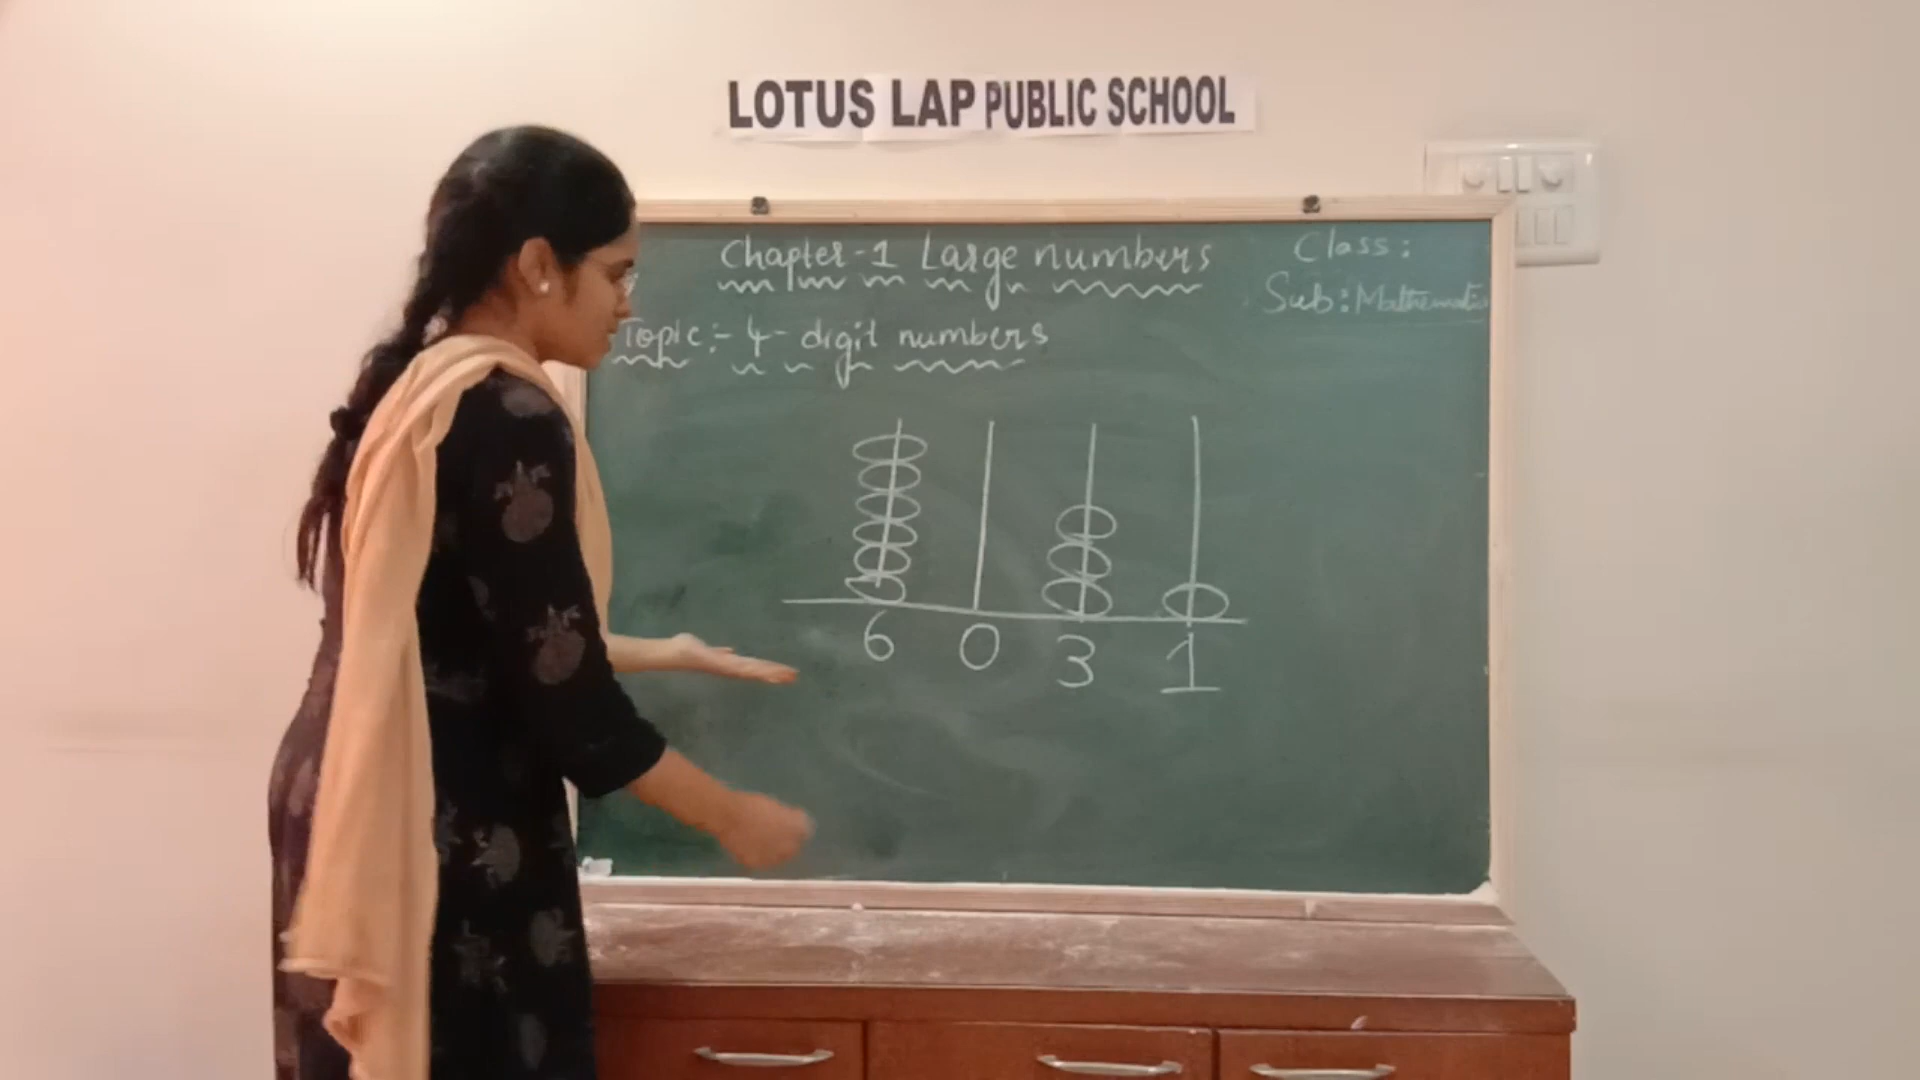 LOTUS LAP PUBLIC SCHOOL
Chapter-1 Large numbers
Class:
Sub: Mathematics
Topic:- 4-digit numbers
6 0 3 1